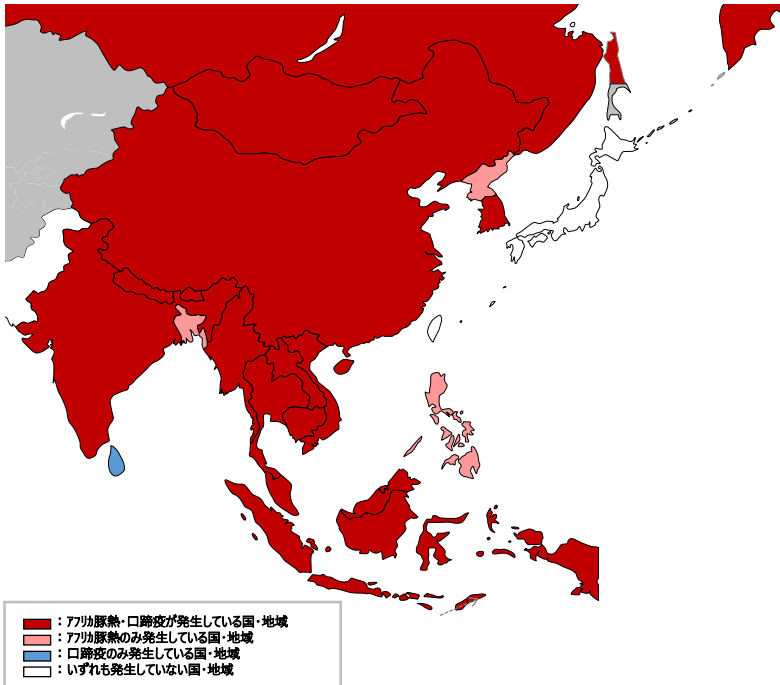 ：アフリカ豚熱・口蹄疫が発生している国・地域
：アフリカ豚熱のみ発生している国・地域
：口蹄疫のみ発生している国・地域
：いずれも発生していない国・地域